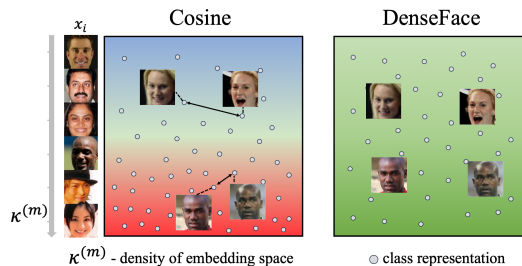 Cosine
DenseFace
x_i
κ^(m)
κ^(m) - density of embedding space
class representation